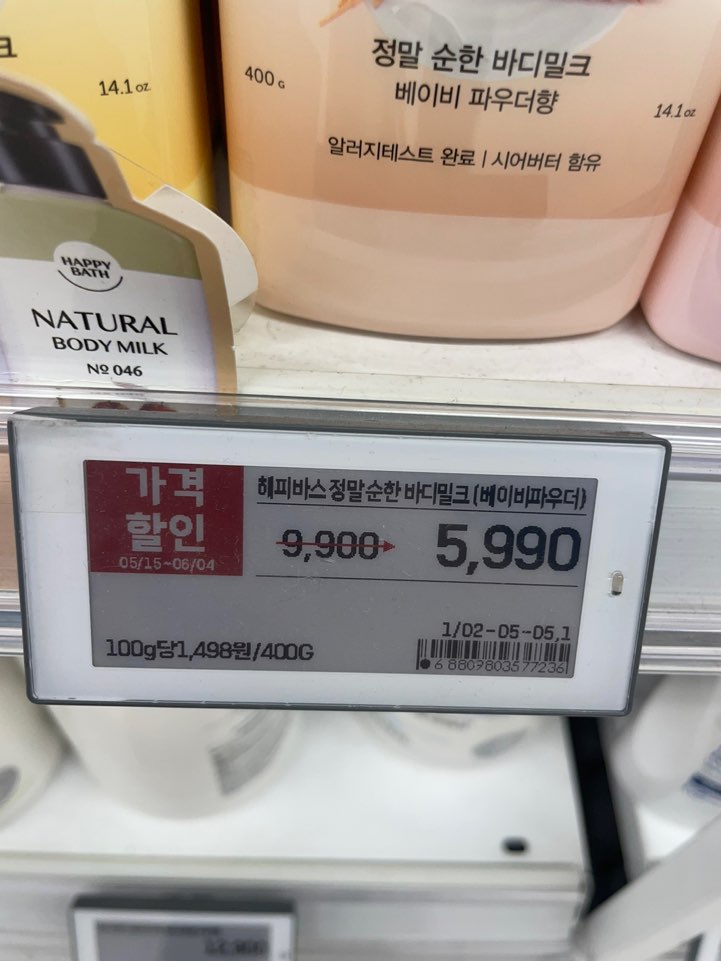 크
14.1 oz.
400 G
정말 순한 바디밀크
베이비 파우더향
14.1 oz
알러지테스트 완료 | 시어버터 함유
HAPPY
BATH
NATURAL
BODY MILK
No 046
가격
할인
05/15~06/04
해피바스 정말 순한 바디밀크 (베이비파우더)
9,900
5,990
1/02-05-05,1
100g당1,498원/400G
6 8809803577236